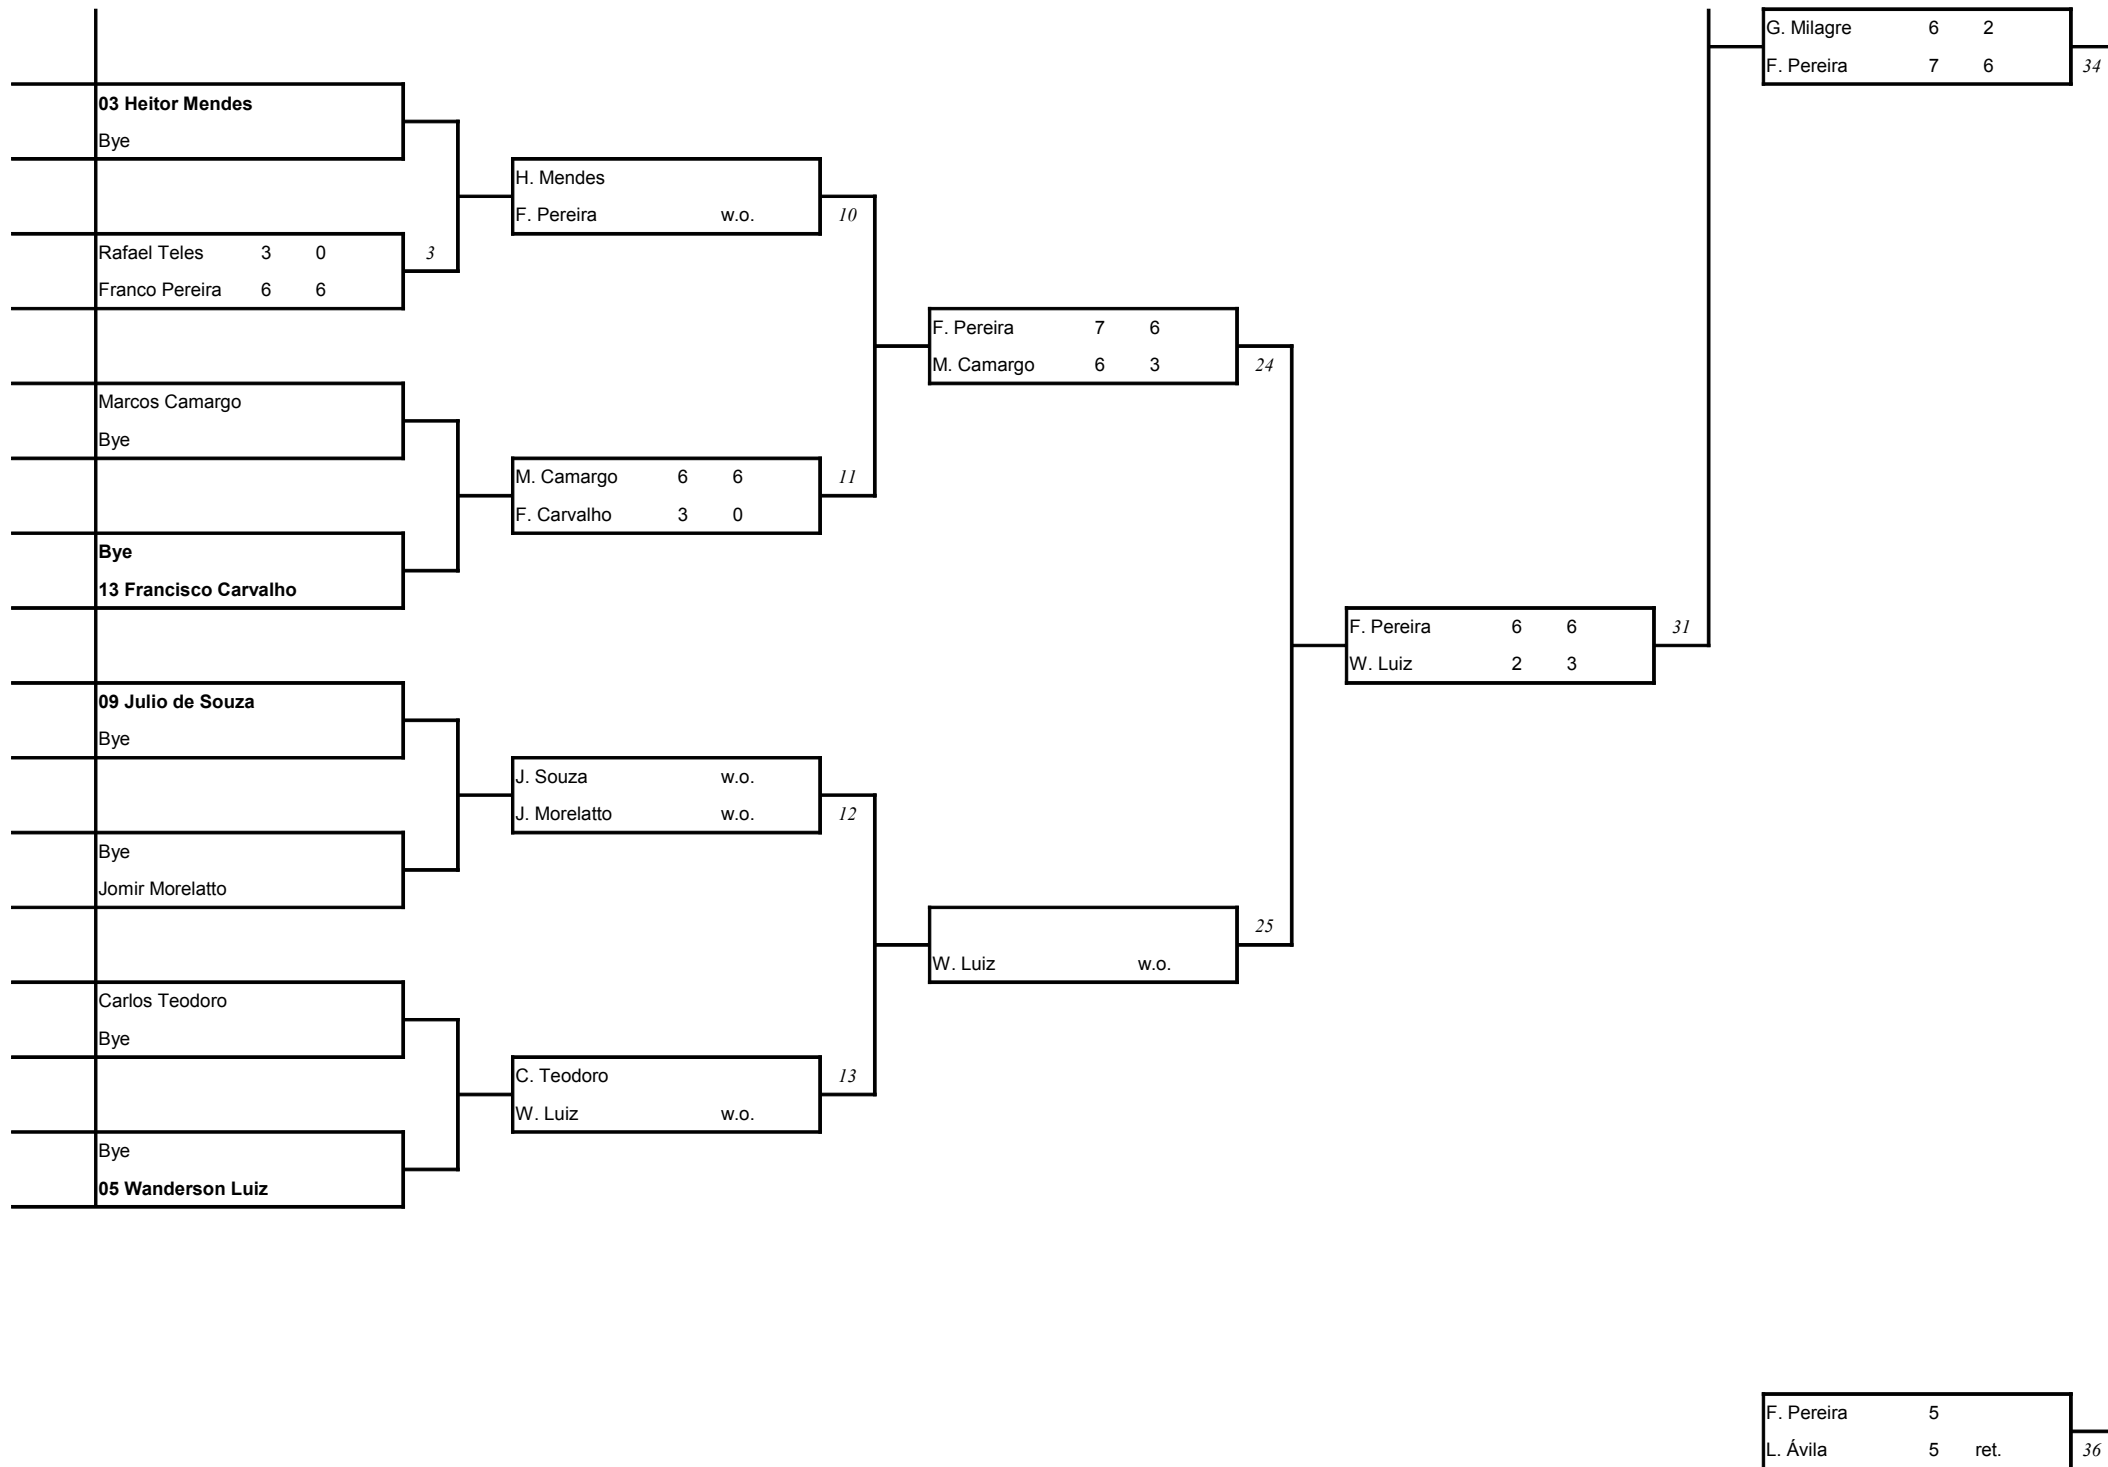 G. Milagre 6 2
F. Pereira 7 6 34
03 Heitor Mendes
Bye
H. Mendes
F. Pereira w.o. 10
Rafael Teles 3 0 3
Franco Pereira 6 6
F. Pereira 7 6
M. Camargo 6 3 24
Marcos Camargo
Bye
M. Camargo 6 6 11
F. Carvalho 3 0
Bye
13 Francisco Carvalho
F. Pereira 6 6 31
W. Luiz 2 3
09 Julio de Souza
Bye
J. Souza w.o.
J. Morelatto w.o. 12
Bye
Jomir Morelatto
25
W. Luiz w.o.
Carlos Teodoro
Bye
C. Teodoro 13
W. Luiz w.o.
Bye
05 Wanderson Luiz
F. Pereira 5
L. Ávila 5 ret. 36